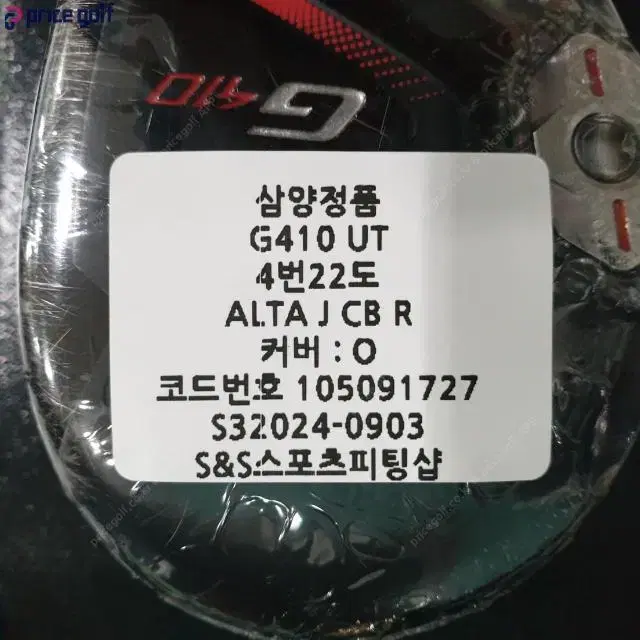 price golf
G410
삼양정품
G410 UT
4번22도
ALTA J CB R
커버 : O
코드번호 105091727
S32024-0903
S&S스포츠피팅샵